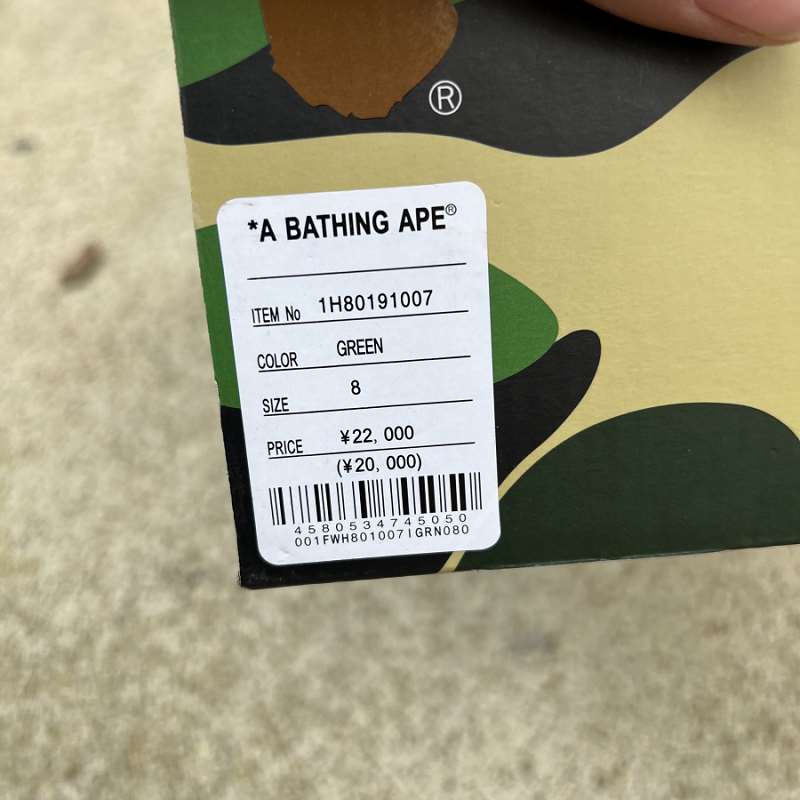 ®
*A BATHING APE®
ITEM No 1H80191007
COLOR GREEN
SIZE 8
PRICE ¥22,000
(¥20,000)
4580534745050
001FWH801007IGRN080